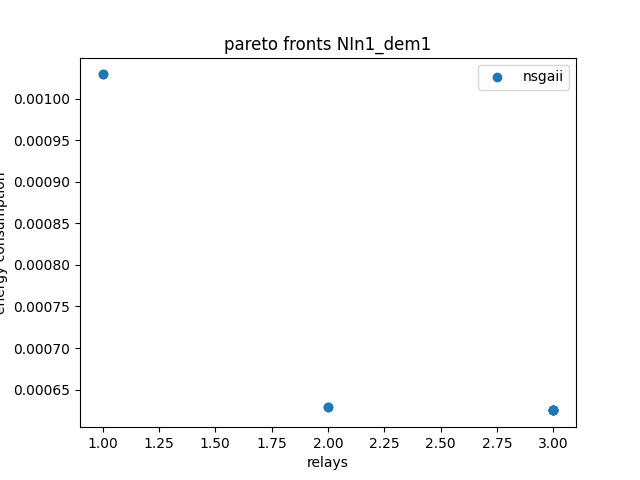 pareto fronts NIn1_dem1
nsgaii
0.00100
0.00095
0.00090
0.00085
0.00080
0.00075
0.00070
0.00065
energy consumption
1.00 1.25 1.50 1.75 2.00 2.25 2.50 2.75 3.00
relays